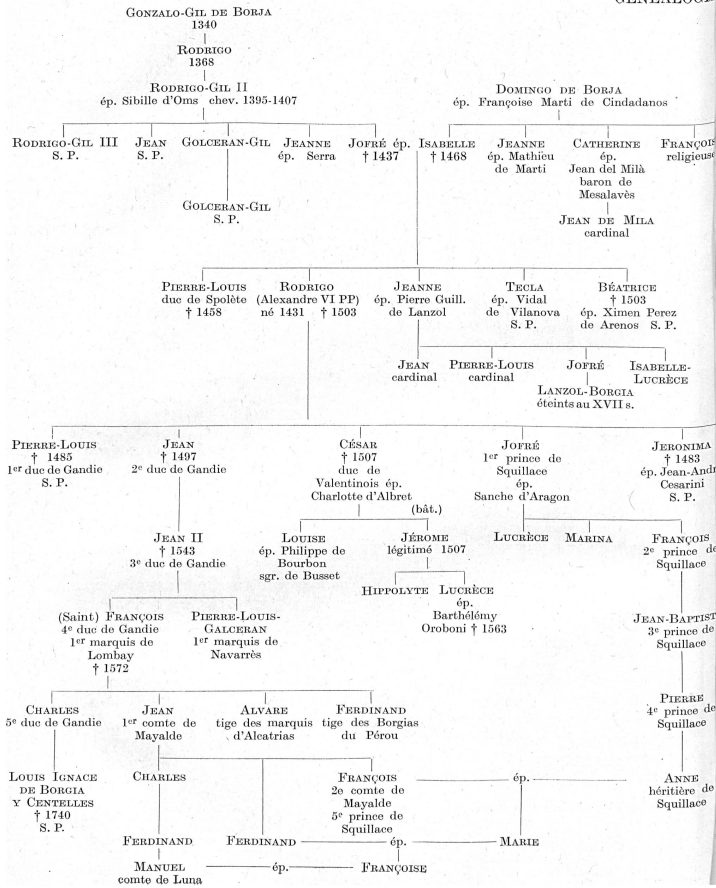 GÉNÉALOGI
GONZALO-GIL DE BORJA
1340
RODRIGO
1368
RODRIGO-GIL II
ép. Sibille d'Oms chev. 1395-1407
DOMINGO DE BORJA
ép. Françoise Marti de Cindadanos
RODRIGO-GIL III
S. P.
JEAN
S. P.
GOLCERAN-GIL
JEANNE
ép. Serra
JOFRÉ ép. ISABELLE
† 1437 † 1468
JEANNE
ép. Mathieu
de Marti
CATHERINE
ép.
Jean del Milà
baron de
Mesalavès
FRANÇOIS
religieuse
GOLCERAN-GIL
S. P.
JEAN DE MILA
cardinal
PIERRE-LOUIS
duc de Spolète
† 1458
RODRIGO
(Alexandre VI PP)
né 1431 † 1503
JEANNE
ép. Pierre Guill.
de Lanzol
TECLA
ép. Vidal
de Vilanova
S. P.
BÉATRICE
† 1503
ép. Ximen Perez
de Arenos S. P.
JEAN
cardinal
PIERRE-LOUIS
cardinal
JOFRÉ
ISABELLE-
LUCRÈCE
LANZOL-BORGIA
éteints au XVII s.
PIERRE-LOUIS
† 1485
1er duc de Gandie
S. P.
JEAN
† 1497
2e duc de Gandie
CÉSAR
† 1507
duc de
Valentinois ép.
Charlotte d'Albret
(bât.)
JOFRÉ
1er prince de
Squillace
ép.
Sanche d'Aragon
JERONIMA
† 1483
ép. Jean-Andr
Cesarini
S. P.
JEAN II
† 1543
3e duc de Gandie
LOUISE
ép. Philippe de
Bourbon
sgr. de Busset
JÉROME
légitimé 1507
LUCRÈCE
MARINA
FRANÇOIS
2e prince de
Squillace
HIPPOLYTE
LUCRÈCE
ép.
Barthélémy
Oroboni † 1563
(Saint) FRANÇOIS
4e duc de Gandie
1er marquis de
Lombay
† 1572
PIERRE-LOUIS-
GALCERAN
1er marquis de
Navarrès
JEAN-BAPTIST
3e prince de
Squillace
CHARLES
5e duc de Gandie
JEAN
1er comte de
Mayalde
ALVARE
tige des marquis
d'Alcatrias
FERDINAND
tige des Borgias
du Pérou
PIERRE
4e prince de
Squillace
LOUIS IGNACE
DE BORGIA
Y CENTELLES
† 1740
S. P.
CHARLES
FRANÇOIS
2e comte de
Mayalde
5e prince de
Squillace
ép.
ANNE
héritière de
Squillace
FERDINAND
FERDINAND ép. MARIE
MANUEL ép. FRANÇOISE
comte de Luna